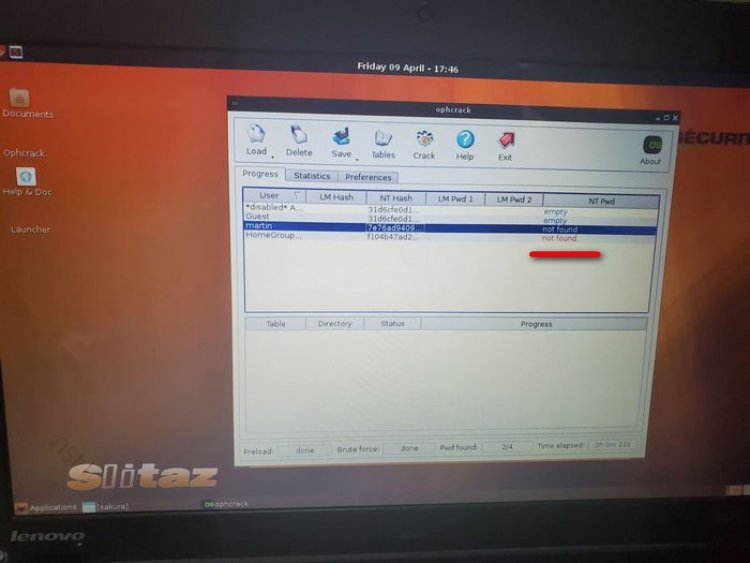 Friday 09 April - 17:46
Documents
Ophcrack
Help & Doc
Launcher
ÉCURIT
ophcrack
Load Delete Save Tables Crack Help Exit
OS
About
Progress Statistics Preferences
User LM Hash NT Hash LM Pwd 1 LM Pwd 2 NT Pwd
*disabled* A... 31d6cfe0d1... empty
Guest 31d6cfe0d1... empty
martin 7e76ad9409... not found
HomeGroup... f104b47ad2... not found
Table Directory Status Progress
Preload: done Brute force: done Pwd found: 2/4 Time elapsed: 0h 0m 21s
Slitaz
Applications [sakura] OS ophcrack
lenovo